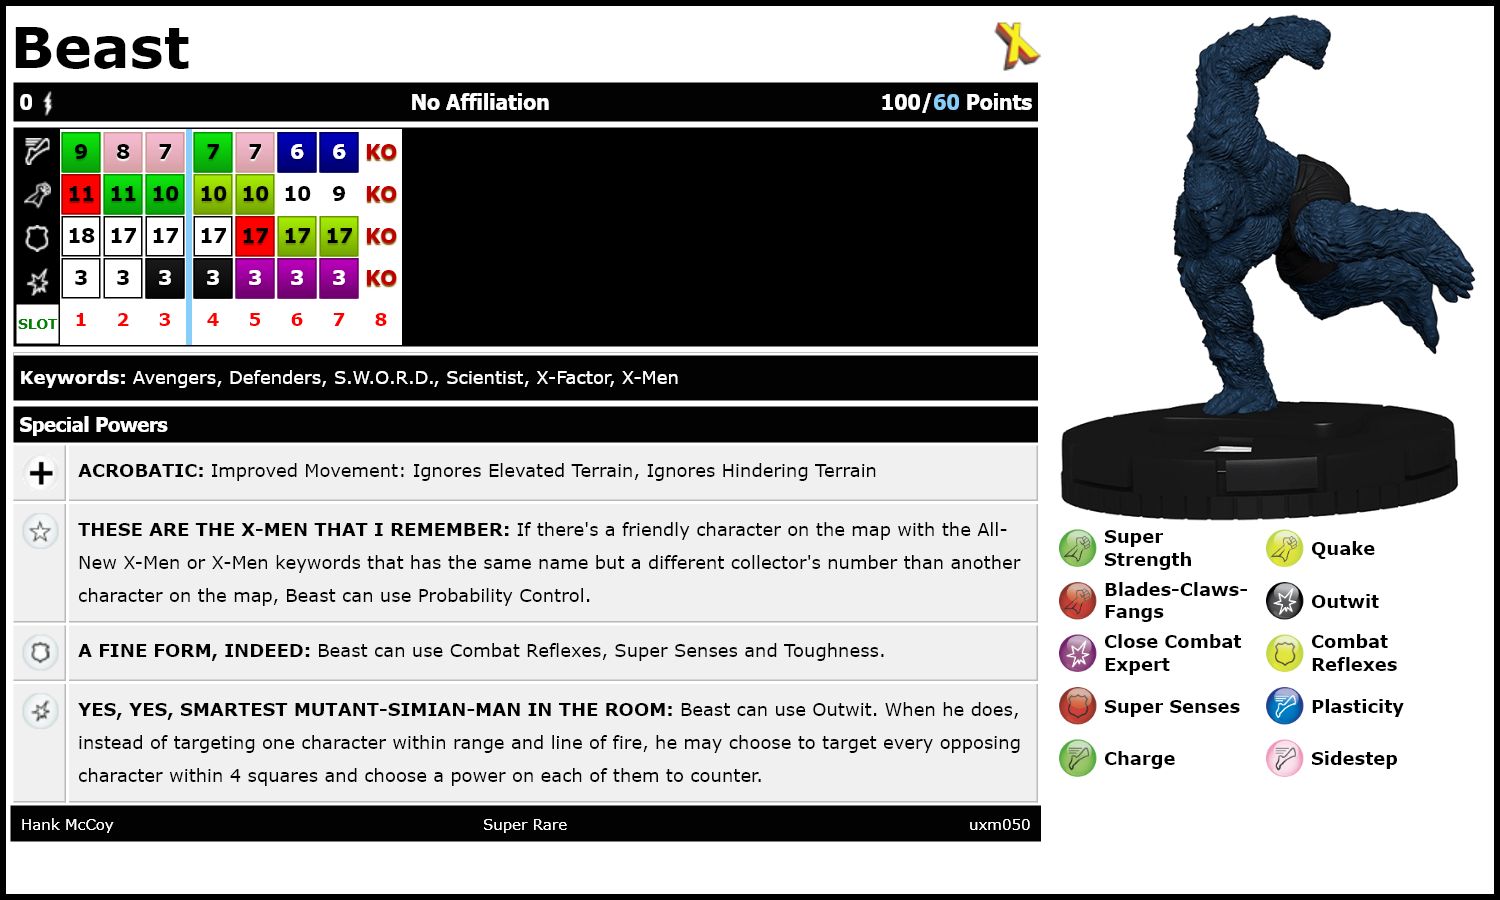 Beast
X
0 No Affiliation 100/60 Points
9 8 7 7 7 6 6 KO
11 11 10 10 10 10 9 KO
18 17 17 17 17 17 17 KO
3 3 3 3 3 3 3 KO
SLOT 1 2 3 4 5 6 7 8
Keywords: Avengers, Defenders, S.W.O.R.D., Scientist, X-Factor, X-Men
Special Powers
ACROBATIC: Improved Movement: Ignores Elevated Terrain, Ignores Hindering Terrain
THESE ARE THE X-MEN THAT I REMEMBER: If there's a friendly character on the map with the All-
New X-Men or X-Men keywords that has the same name but a different collector's number than another
character on the map, Beast can use Probability Control.
A FINE FORM, INDEED: Beast can use Combat Reflexes, Super Senses and Toughness.
YES, YES, SMARTEST MUTANT-SIMIAN-MAN IN THE ROOM: Beast can use Outwit. When he does,
instead of targeting one character within range and line of fire, he may choose to target every opposing
character within 4 squares and choose a power on each of them to counter.
Hank McCoy Super Rare uxm050
Super
Strength
Quake
Blades-Claws-
Fangs
Outwit
Close Combat
Expert
Combat
Reflexes
Super Senses
Plasticity
Charge
Sidestep